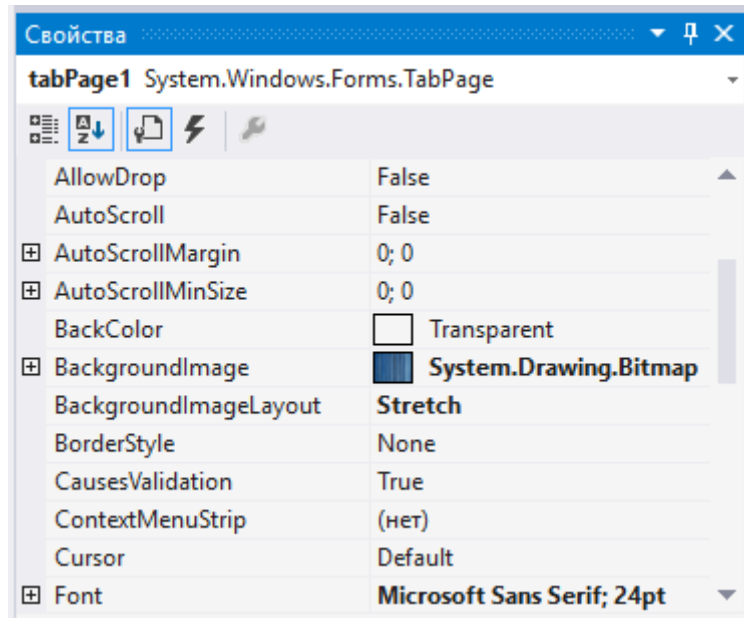 Свойства
tabPage1 System.Windows.Forms.TabPage
AllowDrop False
AutoScroll False
AutoScrollMargin 0; 0
AutoScrollMinSize 0; 0
BackColor Transparent
BackgroundImage System.Drawing.Bitmap
BackgroundImageLayout Stretch
BorderStyle None
CausesValidation True
ContextMenuStrip (нет)
Cursor Default
Font Microsoft Sans Serif; 24pt